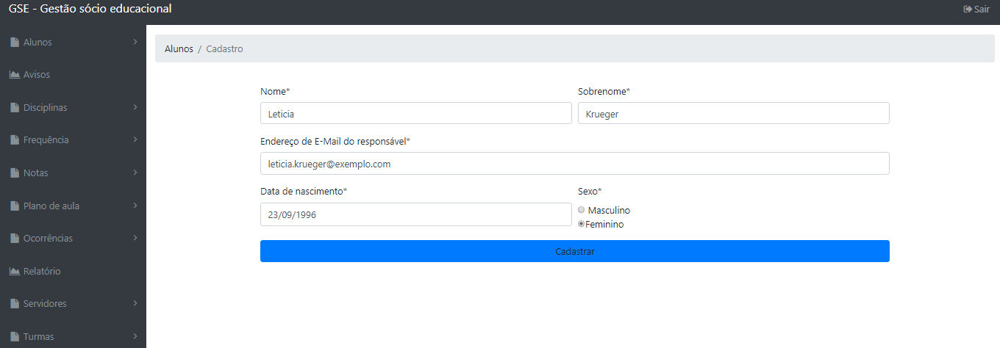 GSE - Gestão sócio educacional
Sair
Alunos
Avisos
Disciplinas
Frequência
Notas
Plano de aula
Ocorrências
Relatório
Servidores
Turmas
Alunos / Cadastro
Nome* Sobrenome*
Leticia Krueger
Endereço de E-Mail do responsável*
leticia.krueger@exemplo.com
Data de nascimento* Sexo*
23/09/1996 Masculino
Feminino
Cadastrar